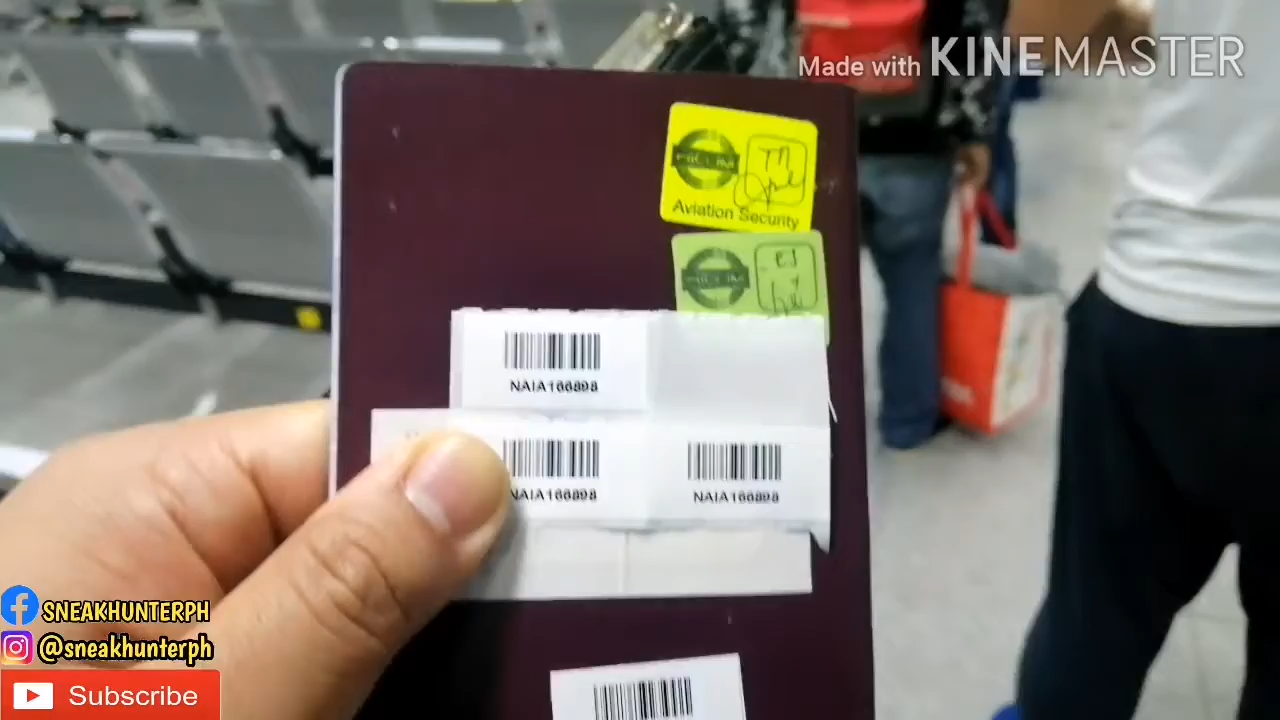 Made with KINEMASTER
Aviation Security
NAIA166898
NAIA166898
NAIA166898
SNEAKHUNTERPH
@sneakhunterph
Subscribe